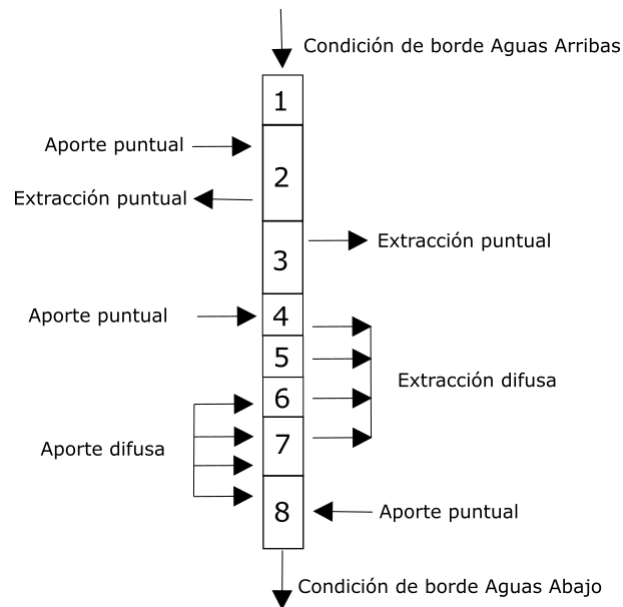 Condición de borde Aguas Arribas
1
Aporte puntual
2
Extracción puntual
Extracción puntual
3
Aporte puntual
4
5
Extracción difusa
6
Aporte difusa
7
8
Aporte puntual
Condición de borde Aguas Abajo